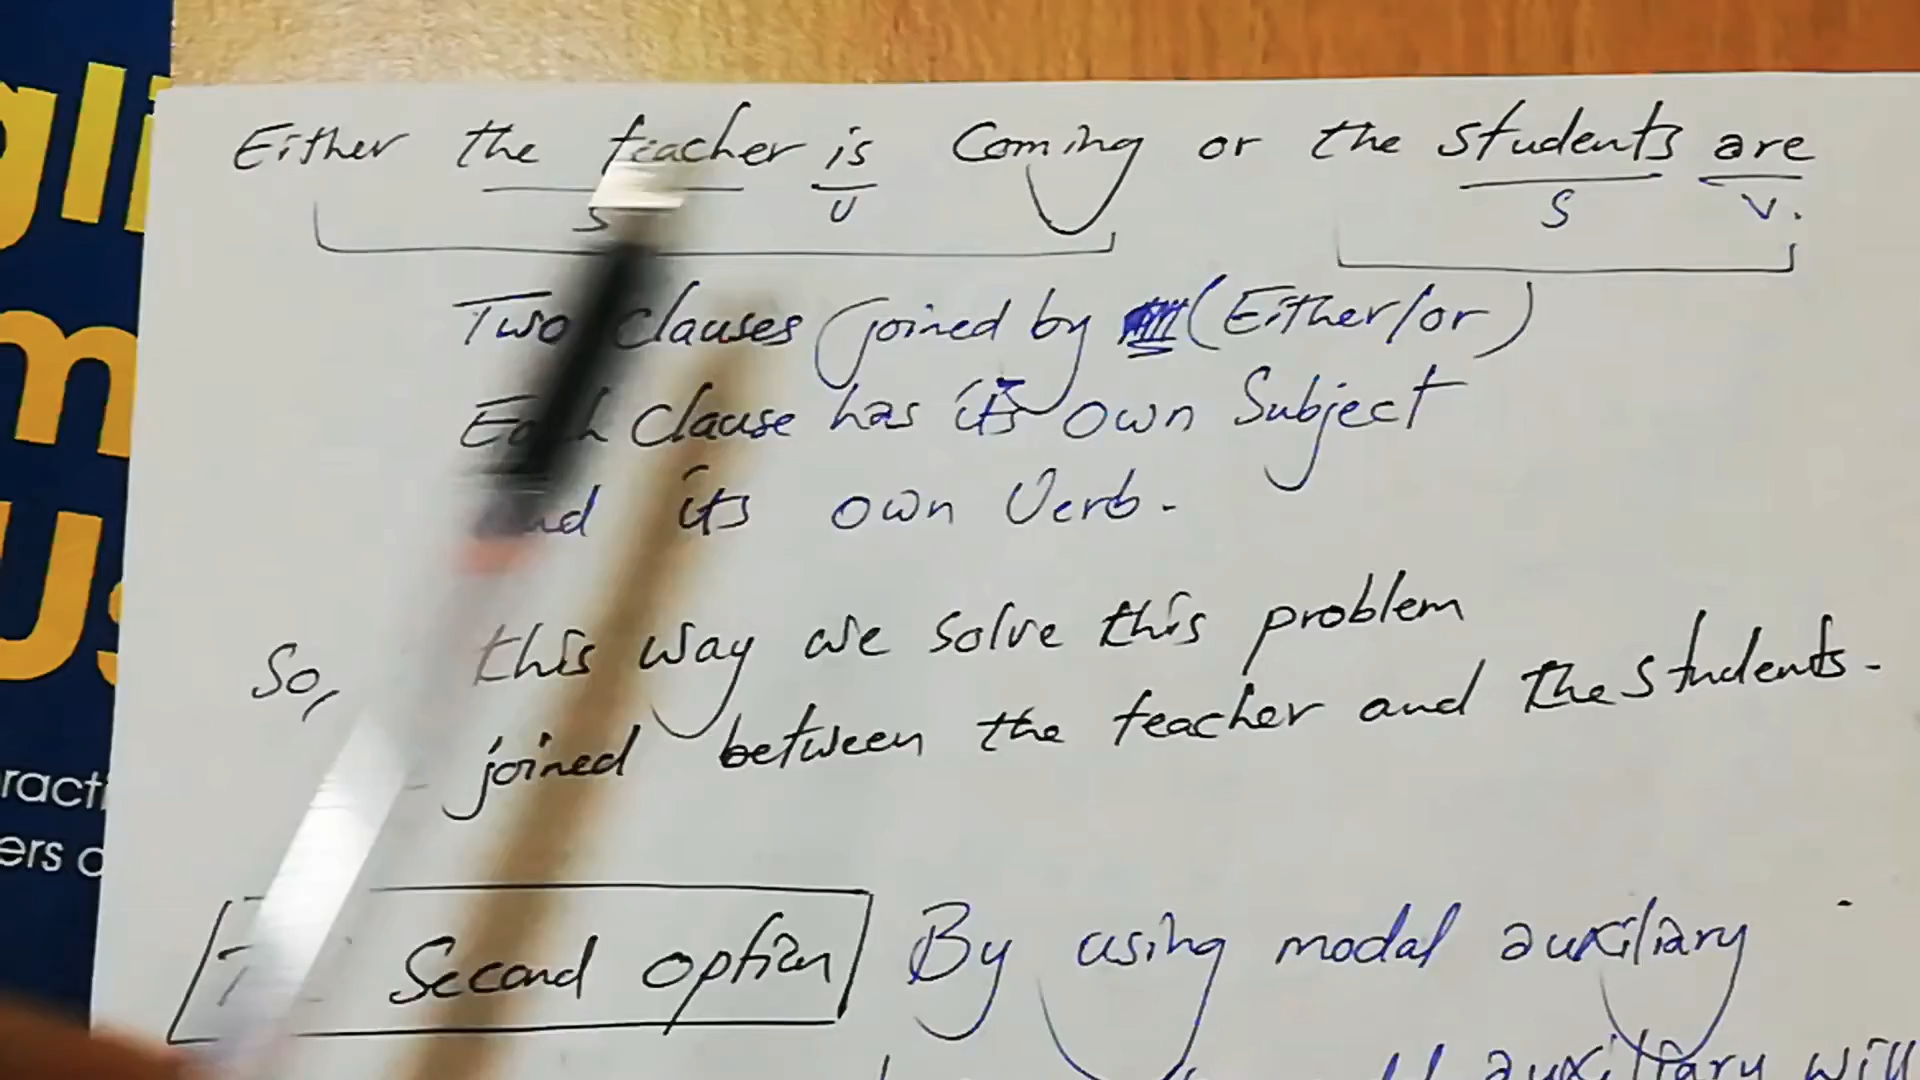 Either the teacher is Coming or the students are
S V S V.
Two clauses joined by (Either/or)
Each clause has its own Subject
and its own Verb.
So, this way we solve this problem
joined between the teacher and the students.
Second option By using modal auxiliary
auxiliary will